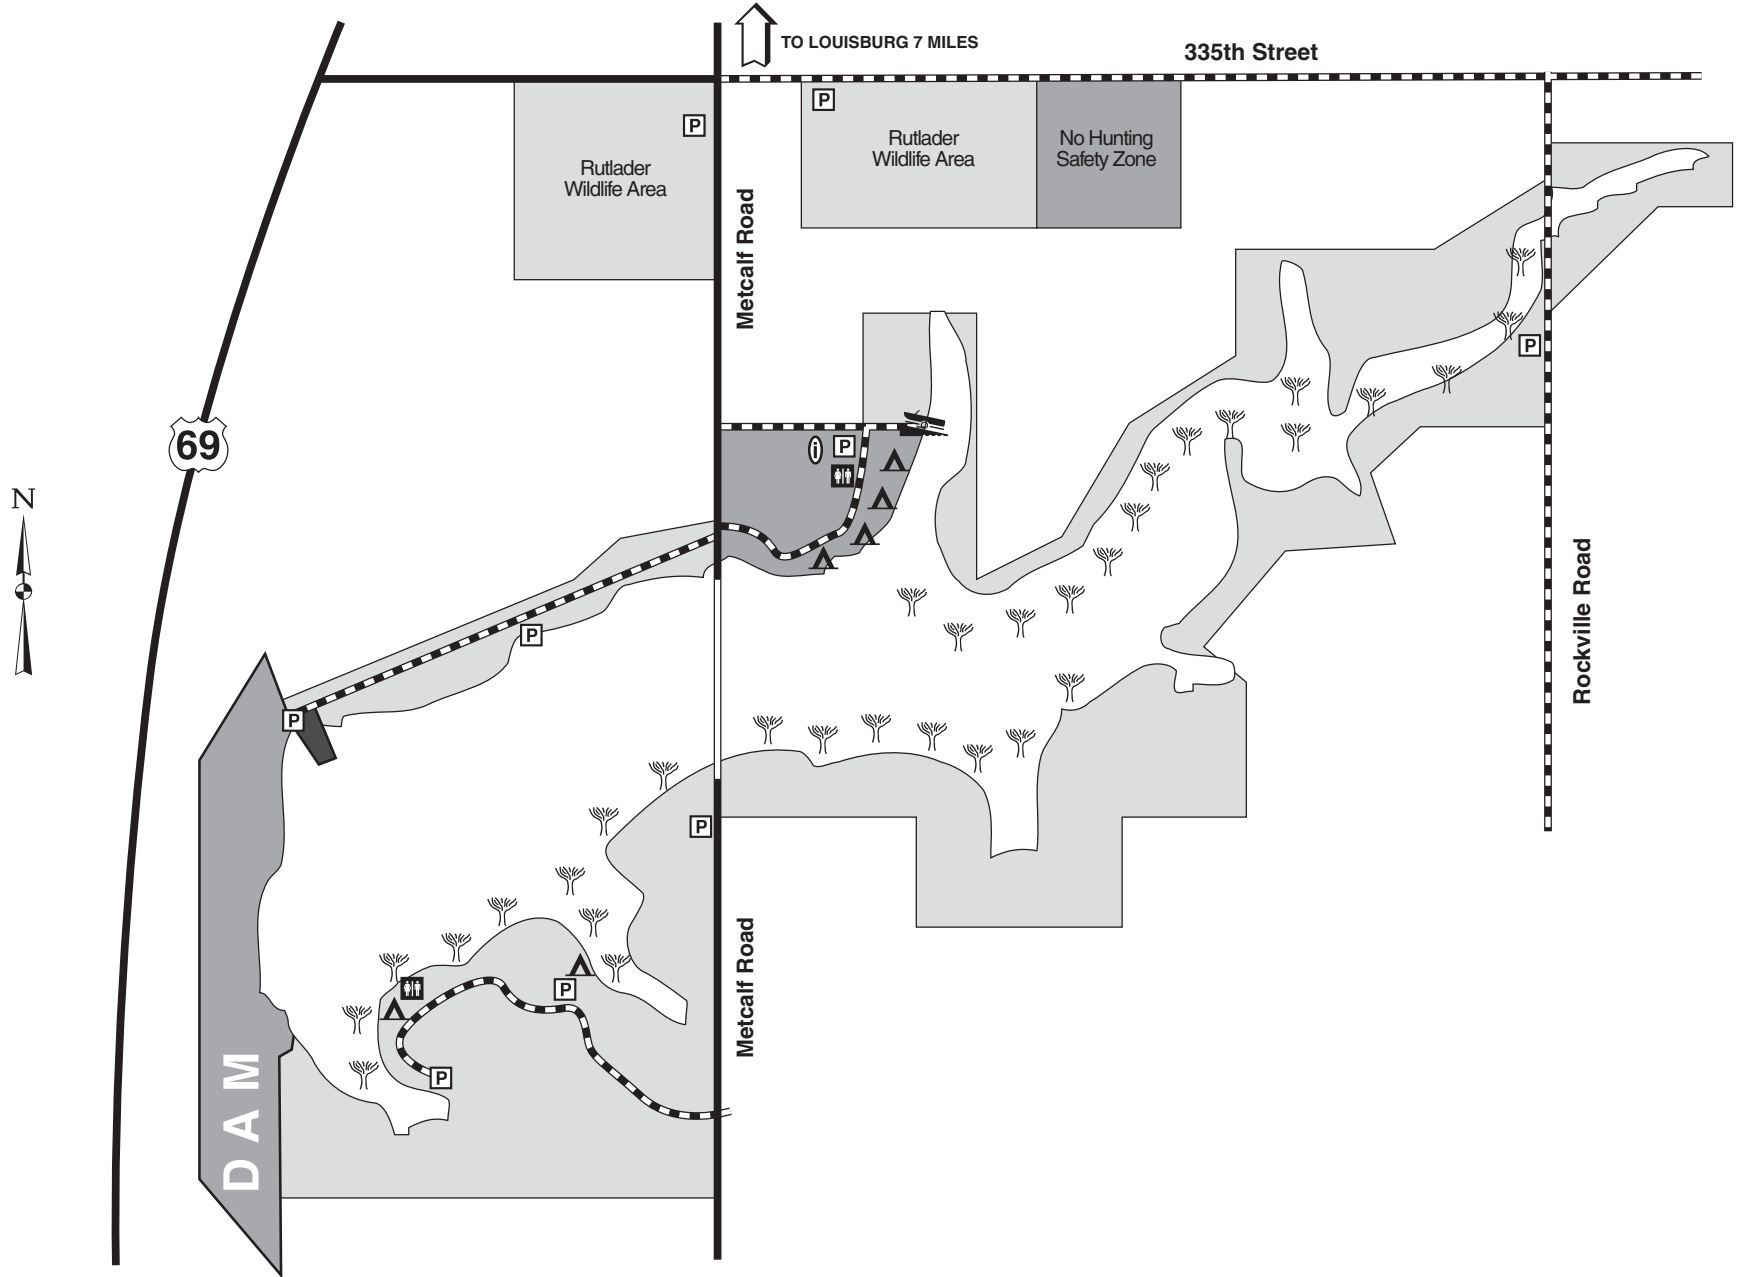 TO LOUISBURG 7 MILES
335th Street
P
P
Rutlader
Wildlife Area
No Hunting
Safety Zone
Rutlader
Wildlife Area
Metcalf Road
P
69
i
P
N
Rockville Road
P
P
P
Metcalf Road
P
P
DAM